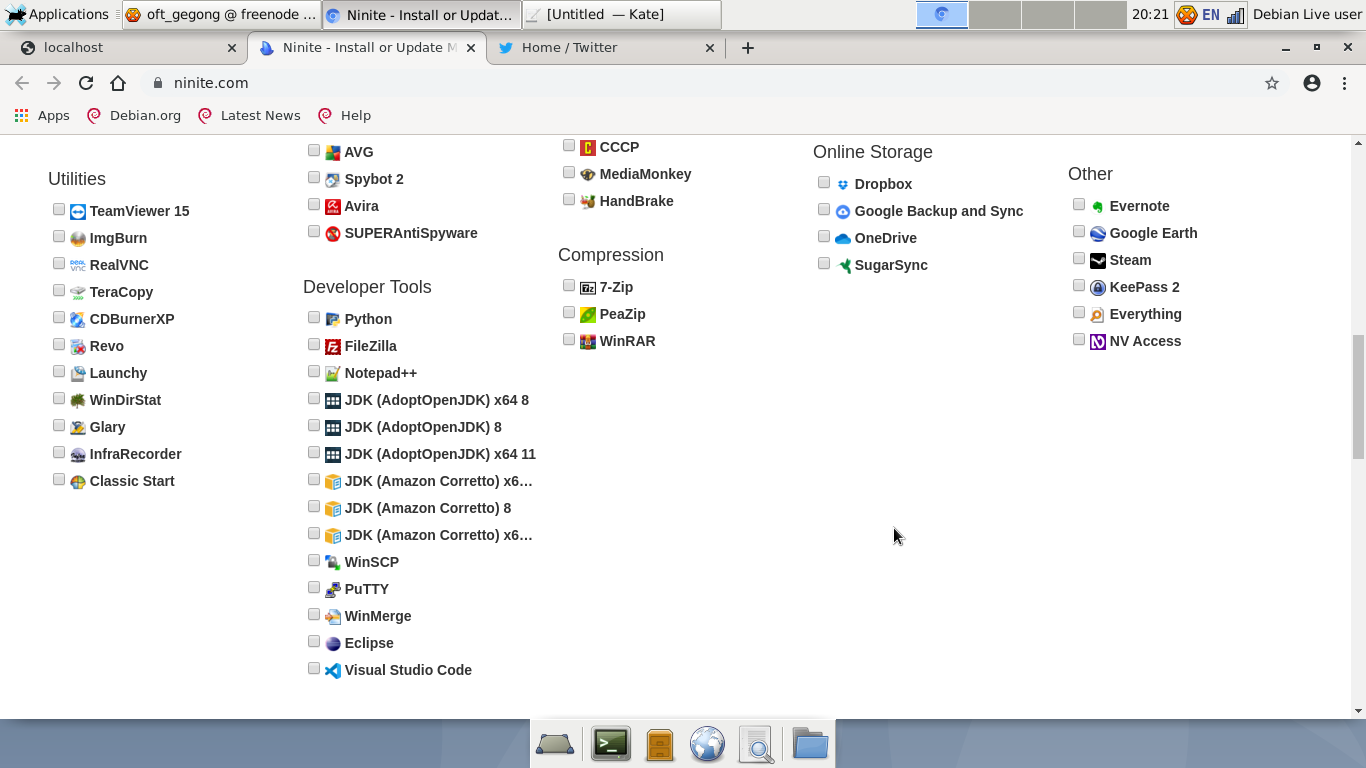 Applications
oft_gegong @ freenode ...
Ninite - Install or Updat...
[Untitled — Kate]
20:21
EN
Debian Live user
localhost
Ninite - Install or Update M
Home / Twitter
ninite.com
Apps
Debian.org
Latest News
Help
Utilities
TeamViewer 15
ImgBurn
RealVNC
TeraCopy
CDBurnerXP
Revo
Launchy
WinDirStat
Glary
InfraRecorder
Classic Start
AVG
Spybot 2
Avira
SUPERAntiSpyware
Developer Tools
Python
FileZilla
Notepad++
JDK (AdoptOpenJDK) x64 8
JDK (AdoptOpenJDK) 8
JDK (AdoptOpenJDK) x64 11
JDK (Amazon Corretto) x6...
JDK (Amazon Corretto) 8
JDK (Amazon Corretto) x6...
WinSCP
PuTTY
WinMerge
Eclipse
Visual Studio Code
CCCP
MediaMonkey
HandBrake
Compression
7-Zip
PeaZip
WinRAR
Online Storage
Dropbox
Google Backup and Sync
OneDrive
SugarSync
Other
Evernote
Google Earth
Steam
KeePass 2
Everything
NV Access